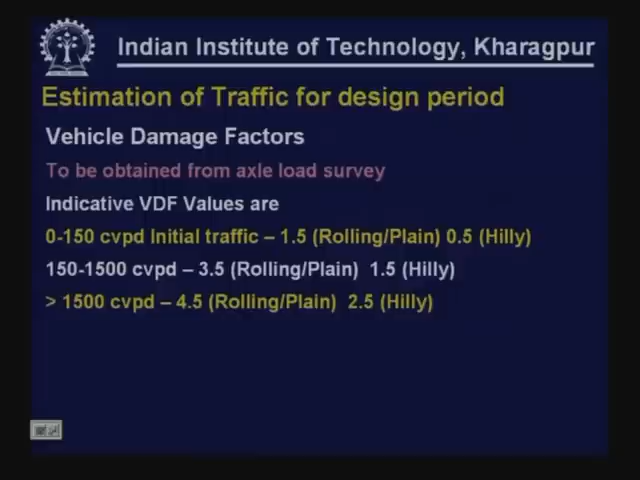 Indian Institute of Technology, Kharagpur
Estimation of Traffic for design period
Vehicle Damage Factors
To be obtained from axle load survey
Indicative VDF Values are
0-150 cvpd Initial traffic – 1.5 (Rolling/Plain) 0.5 (Hilly)
150-1500 cvpd – 3.5 (Rolling/Plain) 1.5 (Hilly)
> 1500 cvpd – 4.5 (Rolling/Plain) 2.5 (Hilly)